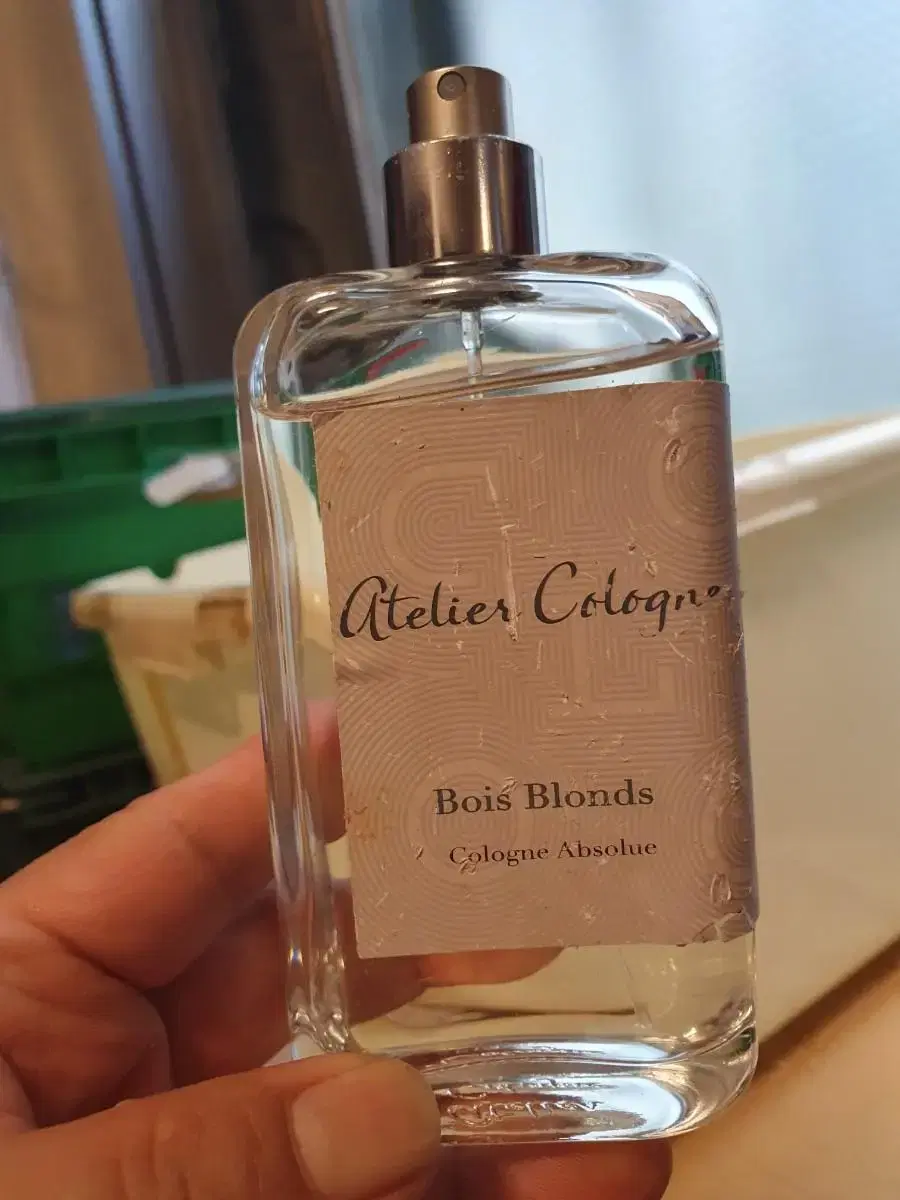 Atelier Cologne
Bois Blonds
Cologne Absolue